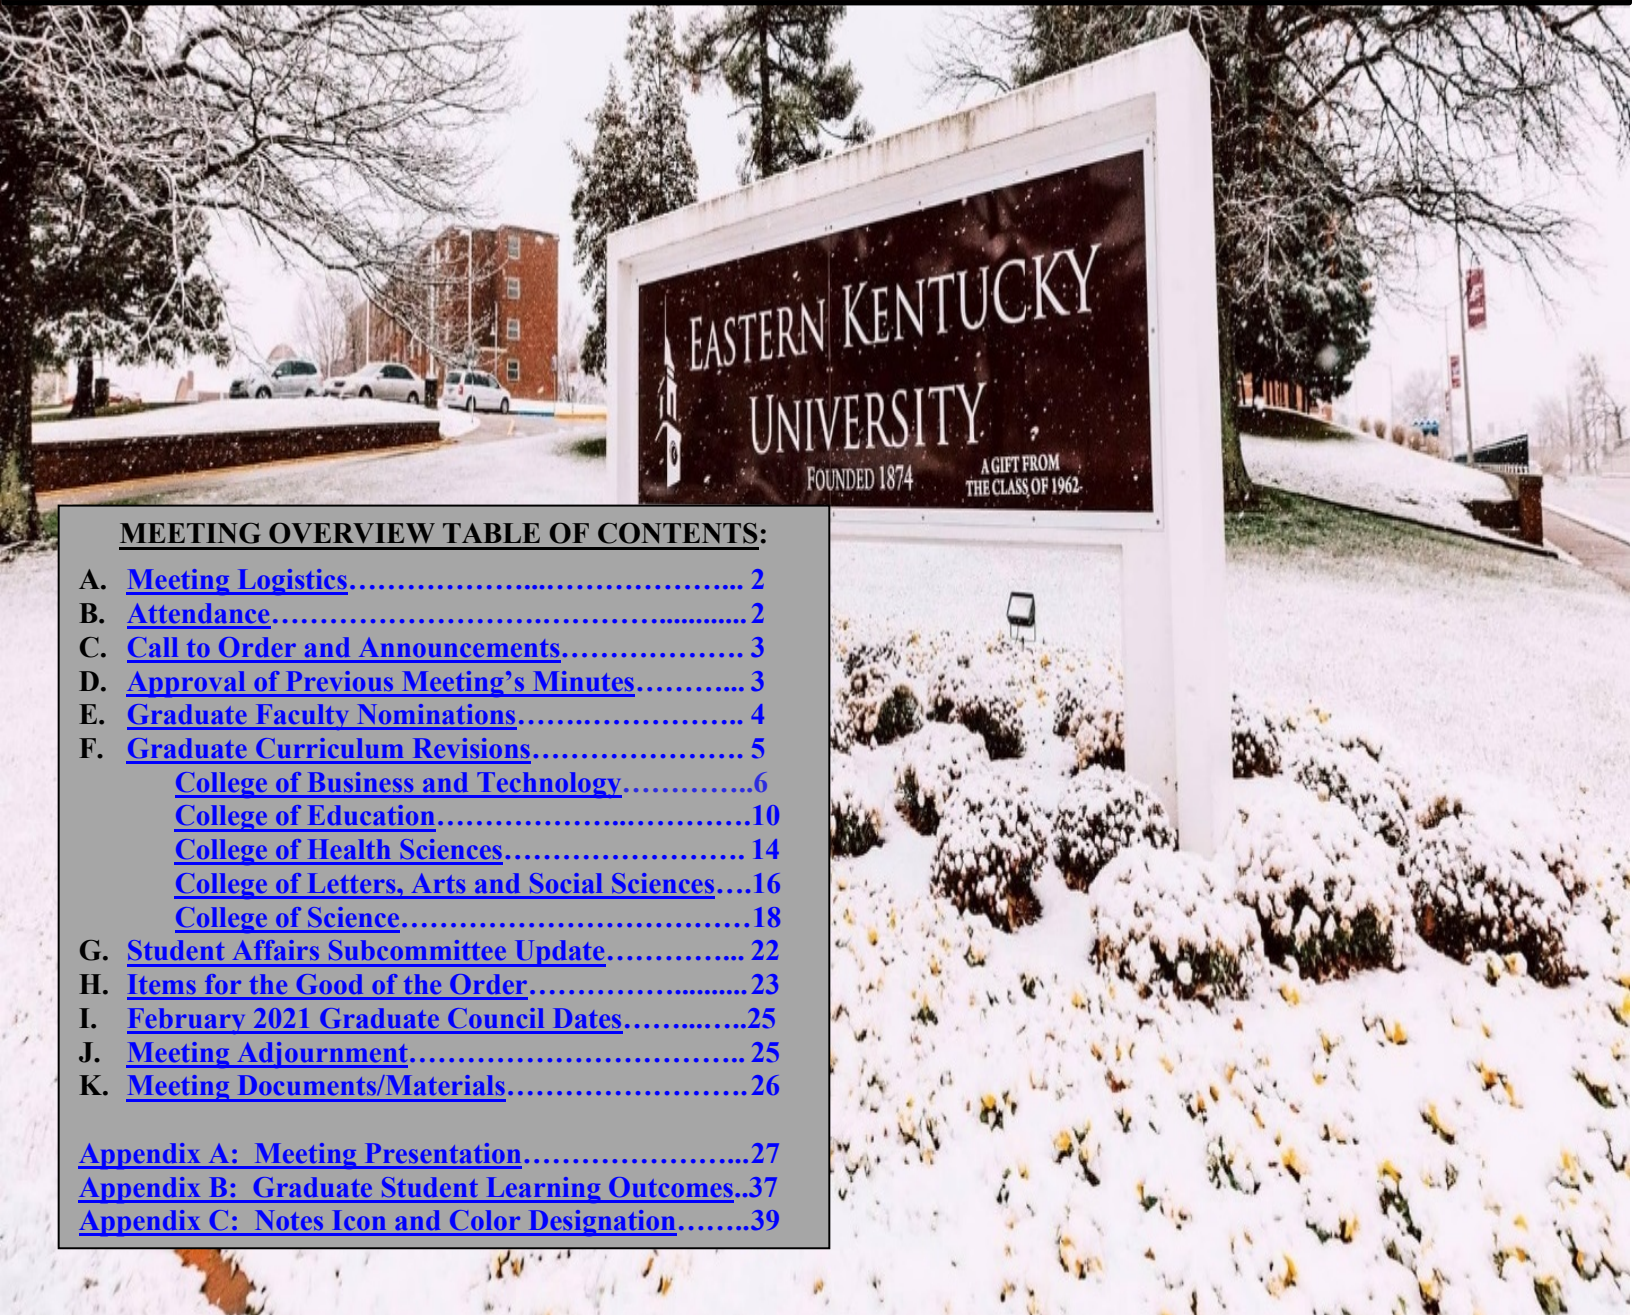 EASTERN KENTUCKY
UNIVERSITY
FOUNDED 1874
A GIFT FROM
THE CLASS OF 1962
MEETING OVERVIEW TABLE OF CONTENTS:
A. Meeting Logistics………………...………………... 2
B. Attendance……………………….…………............ 2
C. Call to Order and Announcements………………. 3
D. Approval of Previous Meeting’s Minutes………... 3
E. Graduate Faculty Nominations…….…………….. 4
F. Graduate Curriculum Revisions…………………. 5
College of Business and Technology…………..6
College of Education………………...………….10
College of Health Sciences……………………. 14
College of Letters, Arts and Social Sciences….16
College of Science……………………………….18
G. Student Affairs Subcommittee Update…………... 22
H. Items for the Good of the Order……………..........23
I. February 2021 Graduate Council Dates……...…..25
J. Meeting Adjournment…………………………….. 25
K. Meeting Documents/Materials…………………….26
Appendix A: Meeting Presentation…………………...27
Appendix B: Graduate Student Learning Outcomes..37
Appendix C: Notes Icon and Color Designation……..39